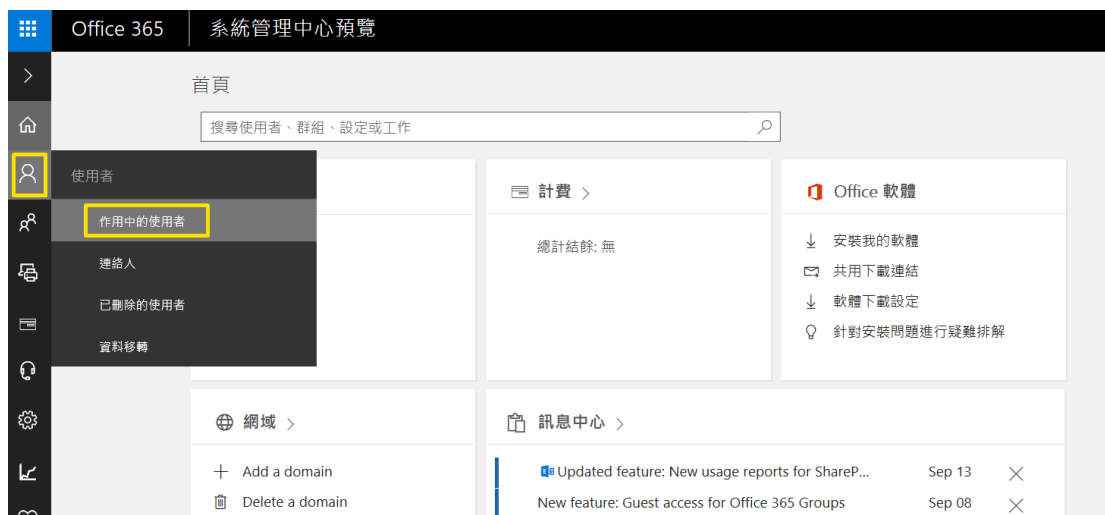 Office 365 系統管理中心預覽
首頁
搜尋使用者、群組、設定或工作
使用者
作用中的使用者
連絡人
已刪除的使用者
資料移轉
計費
總計結餘: 無
Office 軟體
安裝我的軟體
共用下載連結
軟體下載設定
針對安裝問題進行疑難排解
網域
Add a domain
Delete a domain
訊息中心
Updated feature: New usage reports for ShareP... Sep 13
New feature: Guest access for Office 365 Groups Sep 08